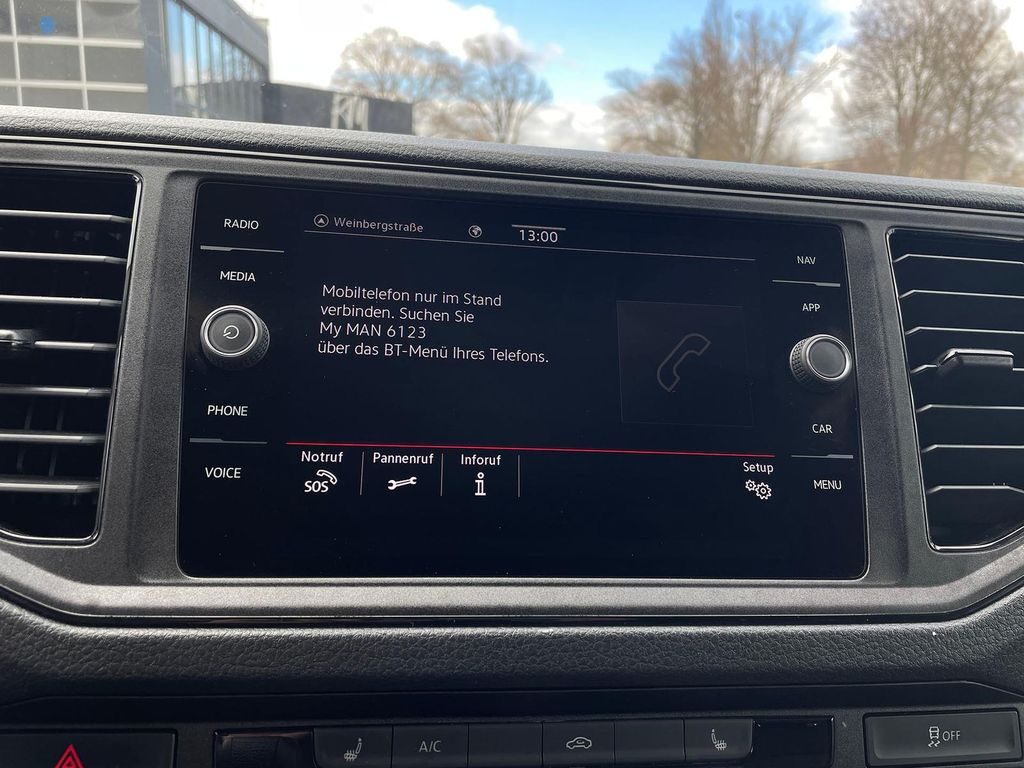 RADIO
MEDIA
PHONE
VOICE
Weinbergstraße
13:00
Mobiltelefon nur im Stand
verbinden. Suchen Sie
My MAN 6123
über das BT-Menü Ihres Telefons.
Notruf
SOS
Pannenruf
Inforuf
i
Setup
NAV
APP
CAR
MENU
A/C
OFF